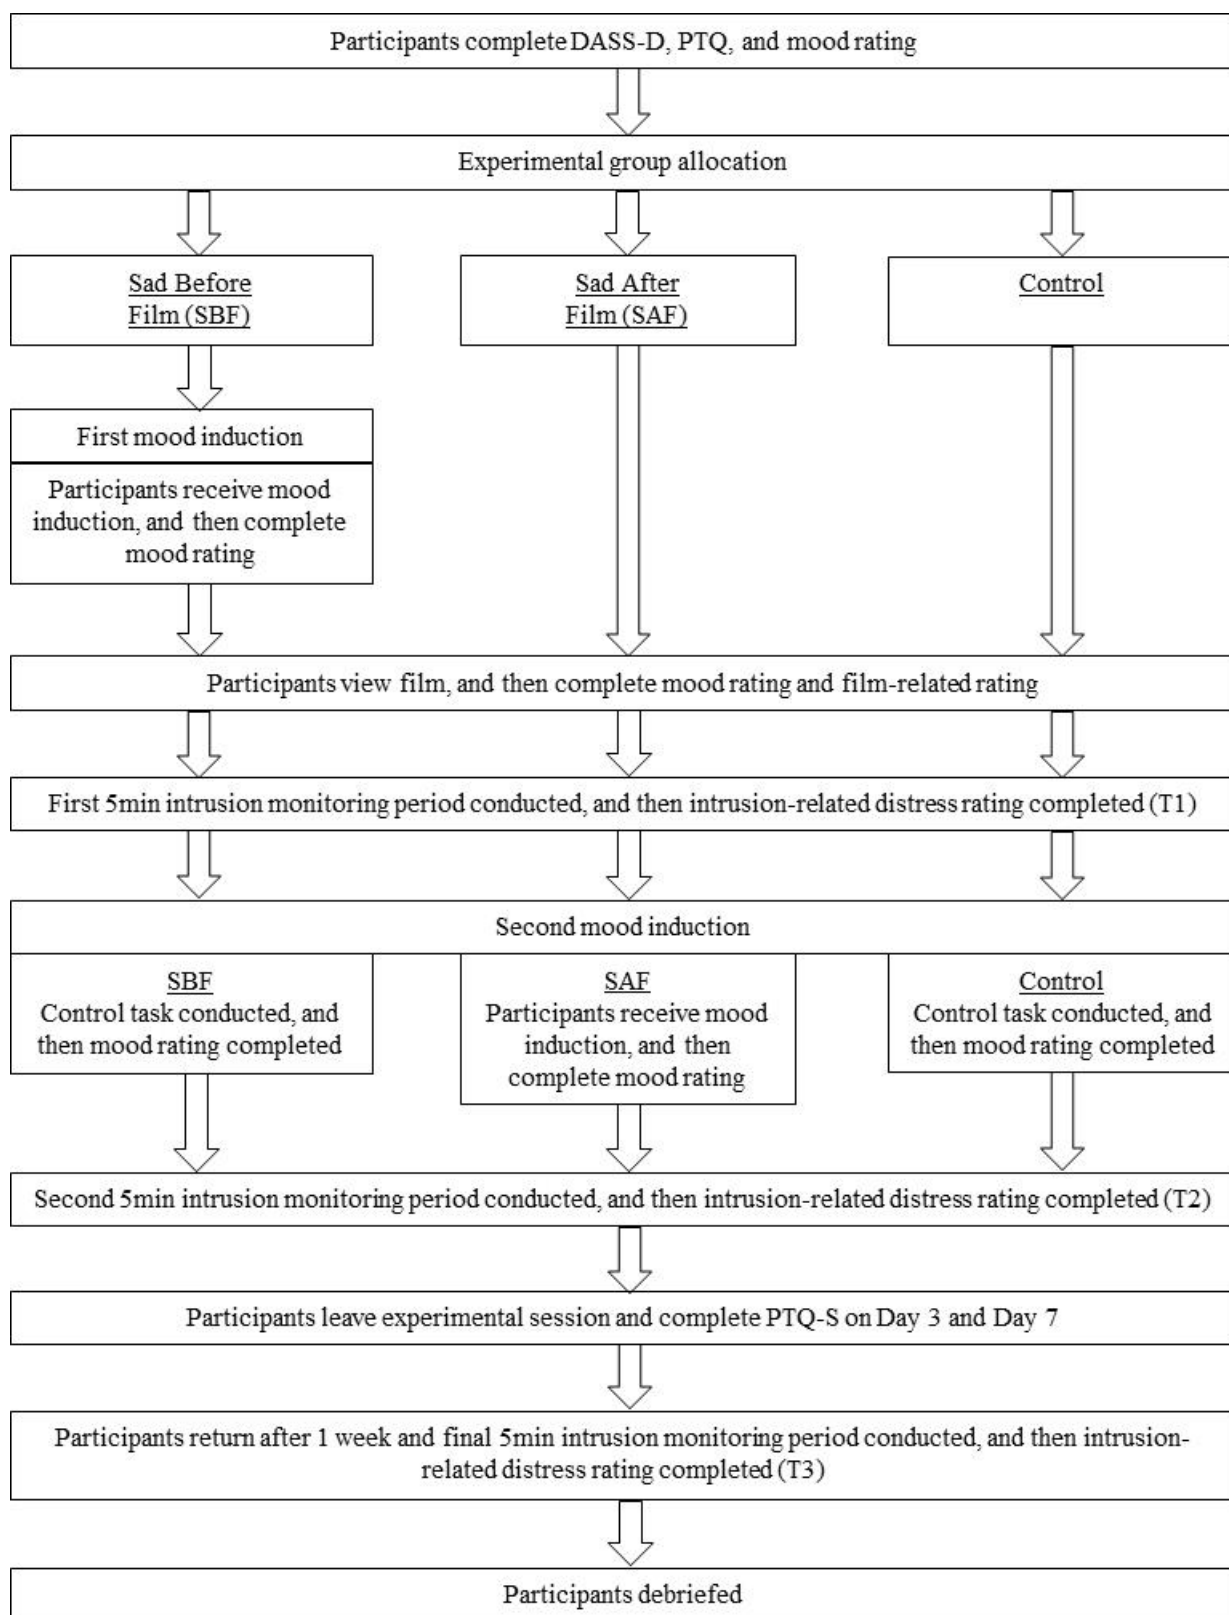 Participants complete DASS-D, PTQ, and mood rating
Experimental group allocation
Sad Before
Film (SBF)
Sad After
Film (SAF)
Control
First mood induction
Participants receive mood
induction, and then complete
mood rating
Participants view film, and then complete mood rating and film-related rating
First 5min intrusion monitoring period conducted, and then intrusion-related distress rating completed (T1)
Second mood induction
SBF
Control task conducted, and
then mood rating completed
SAF
Participants receive mood
induction, and then
complete mood rating
Control
Control task conducted, and
then mood rating completed
Second 5min intrusion monitoring period conducted, and then intrusion-related distress rating completed (T2)
Participants leave experimental session and complete PTQ-S on Day 3 and Day 7
Participants return after 1 week and final 5min intrusion monitoring period conducted, and then intrusion-
related distress rating completed (T3)
Participants debriefed